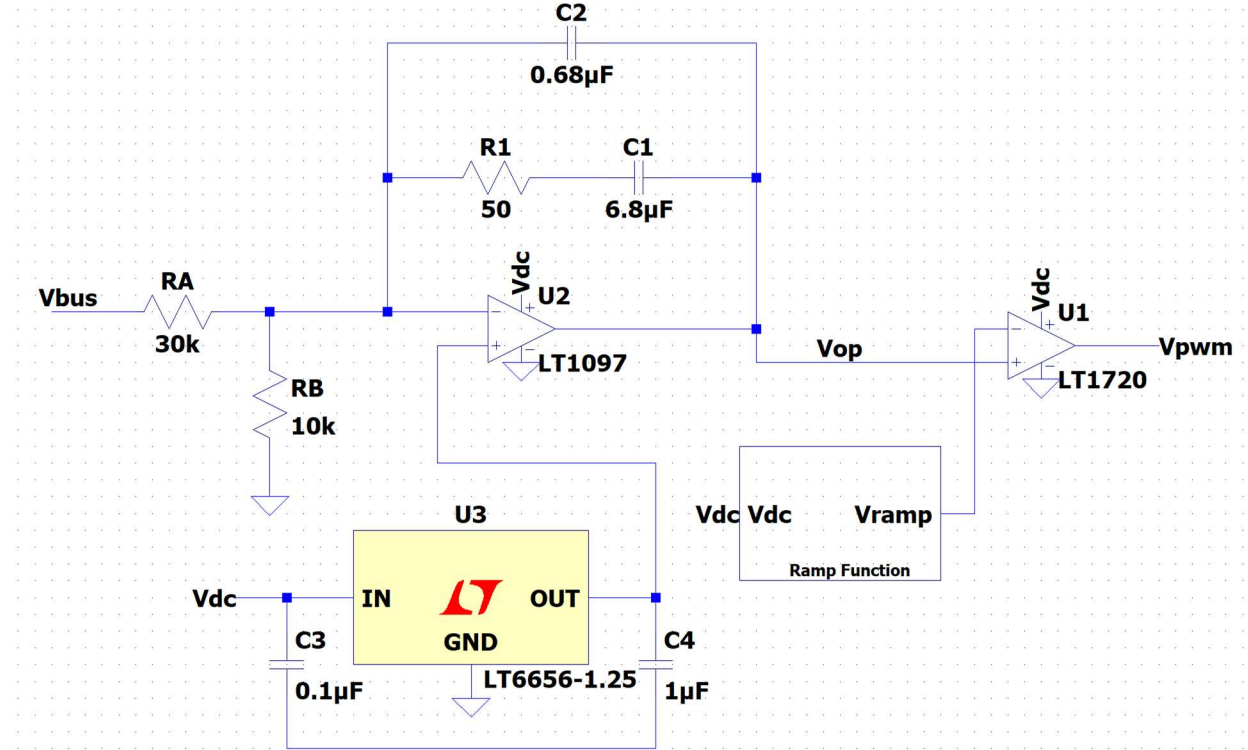 C2
0.68µF
R1
C1
50
6.8µF
Vbus
RA
30k
Vdc
U2
LT1097
RB
10k
Vop
Vdc
U1
Vpwm
LT1720
U3
Vdc
IN
OUT
GND
LT6656-1.25
C3
0.1µF
C4
1µF
Vdc
Vdc
Vramp
Ramp Function